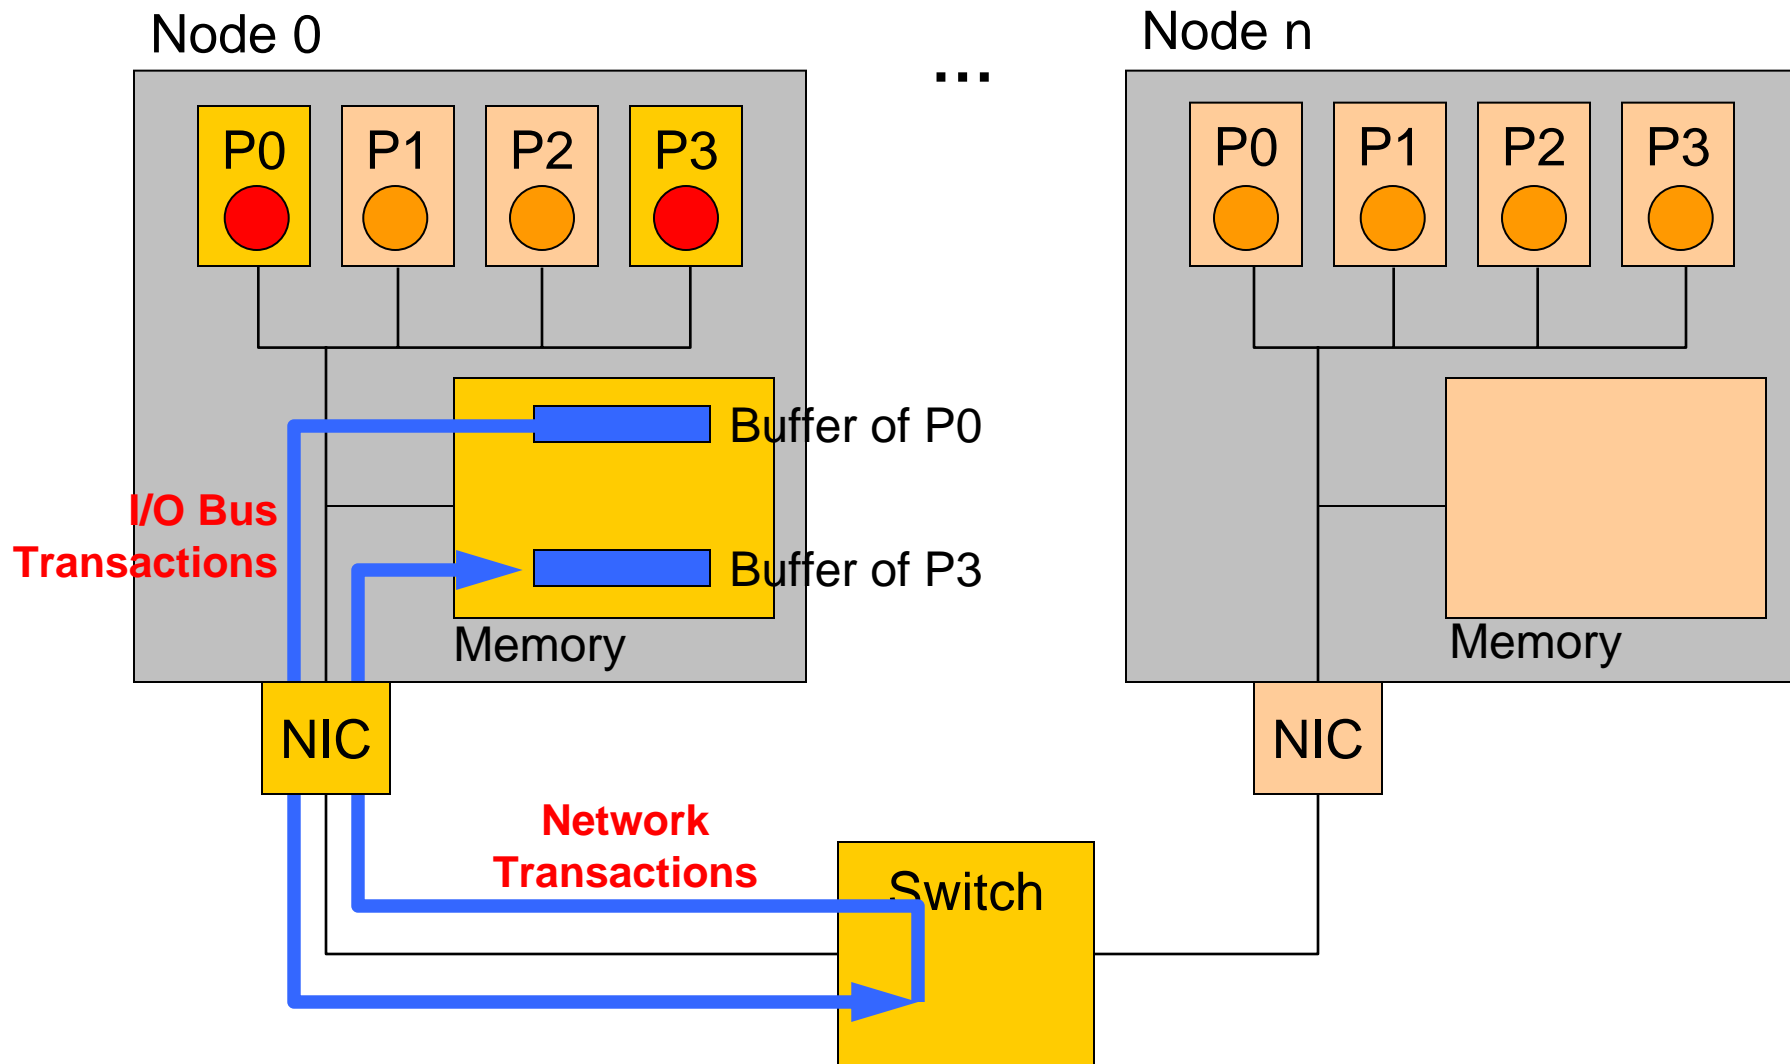 Node 0
...
Node n
P0
P1
P2
P3
P0
P1
P2
P3
Buffer of P0
I/O Bus
Transactions
Buffer of P3
Memory
Memory
NIC
NIC
Network
Transactions
Switch